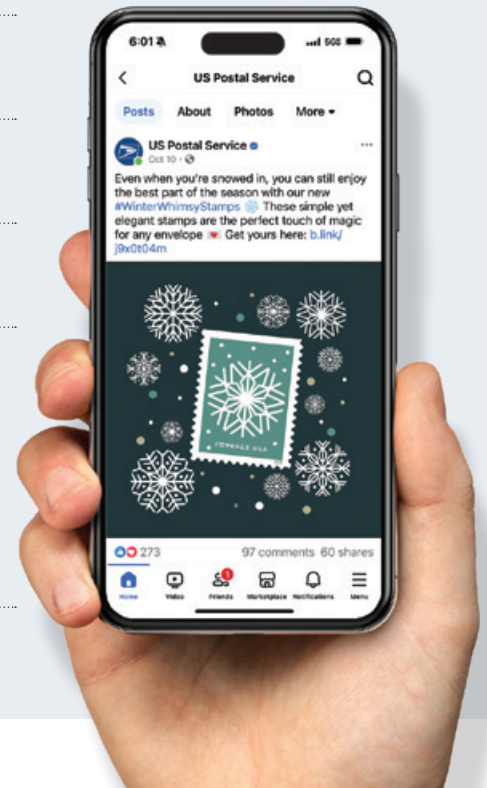 6:01
5GE
US Postal Service
Posts About Photos More
US Postal Service
Oct 10
Even when you're snowed in, you can still enjoy
the best part of the season with our new
#WinterWhimsyStamps These simple yet
elegant stamps are the perfect touch of magic
for any envelope Get yours here: b.link/
j9x0t04m
FOREVER USA
273 97 comments 60 shares
1
Home Video Friends Marketplace Notifications Menu